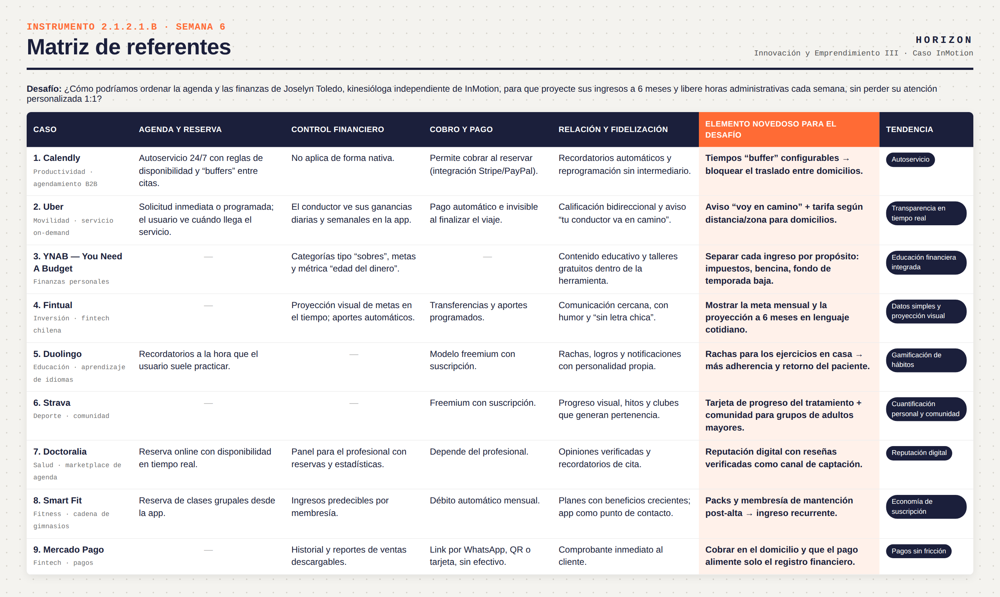 INSTRUMENTO 2.1.2.1.B · SEMANA 6
Matriz de referentes
HORIZON
Innovación y Emprendimiento III · Caso InMotion
Desafío: ¿Cómo podríamos ordenar la agenda y las finanzas de Joselyn Toledo, kinesióloga independiente de InMotion, para que proyecte sus ingresos a 6 meses y libere horas administrativas cada semana, sin perder su atención
personalizada 1:1?
CASO
AGENDA Y RESERVA
CONTROL FINANCIERO
COBRO Y PAGO
RELACIÓN Y FIDELIZACIÓN
ELEMENTO NOVEDOSO PARA EL
DESAFÍO
TENDENCIA
1. Calendly
Productividad ·
agendamiento B2B
Autoservicio 24/7 con reglas de
disponibilidad y “buffers” entre
citas.
No aplica de forma nativa.
Permite cobrar al reservar
(integración Stripe/PayPal).
Recordatorios automáticos y
reprogramación sin intermediario.
Tiempos “buffer” configurables →
bloquear el traslado entre domicilios.
Autoservicio
2. Uber
Movilidad · servicio
on-demand
Solicitud inmediata o programada;
el usuario ve cuándo llega el
servicio.
El conductor ve sus ganancias
diarias y semanales en la app.
Pago automático e invisible
al finalizar el viaje.
Calificación bidireccional y aviso
“tu conductor va en camino”.
Aviso “voy en camino” + tarifa según
distancia/zona para domicilios.
Transparencia en
tiempo real
3. YNAB — You Need
A Budget
Finanzas personales
—
Categorías tipo “sobres”, metas
y métrica “edad del dinero”.
—
Contenido educativo y talleres
gratuitos dentro de la
herramienta.
Separar cada ingreso por propósito:
impuestos, bencina, fondo de
temporada baja.
Educación financiera
integrada
4. Fintual
Inversión · fintech
chilena
—
Proyección visual de metas en
el tiempo; aportes automáticos.
Transferencias y aportes
programados.
Comunicación cercana, con
humor y “sin letra chica”.
Mostrar la meta mensual y la
proyección a 6 meses en lenguaje
cotidiano.
Datos simples y
proyección visual
5. Duolingo
Educación · aprendizaje
de idiomas
Recordatorios a la hora que el
usuario suele practicar.
—
Modelo freemium con
suscripción.
Rachas, logros y notificaciones
con personalidad propia.
Rachas para los ejercicios en casa →
más adherencia y retorno del paciente.
Gamificación de
hábitos
6. Strava
Deporte · comunidad
—
—
Freemium con suscripción.
Progreso visual, hitos y clubes
que generan pertenencia.
Tarjeta de progreso del tratamiento +
comunidad para grupos de adultos
mayores.
Cuantificación
personal y comunidad
7. Doctoralia
Salud · marketplace de
agenda
Reserva online con disponibilidad
en tiempo real.
Panel para el profesional con
reservas y estadísticas.
Depende del profesional.
Opiniones verificadas y
recordatorios de cita.
Reputación digital con reseñas
verificadas como canal de captación.
Reputación digital
8. Smart Fit
Fitness · cadena de
gimnasios
Reserva de clases grupales desde
la app.
Ingresos predecibles por
membresía.
Débito automático mensual.
Planes con beneficios crecientes;
app como punto de contacto.
Packs y membresía de mantención
post-alta → ingreso recurrente.
Economía de
suscripción
9. Mercado Pago
Fintech · pagos
—
Historial y reportes de ventas
descargables.
Link por WhatsApp, QR o
tarjeta, sin efectivo.
Comprobante inmediato al
cliente.
Cobrar en el domicilio y que el pago
alimente solo el registro financiero.
Pagos sin fricción